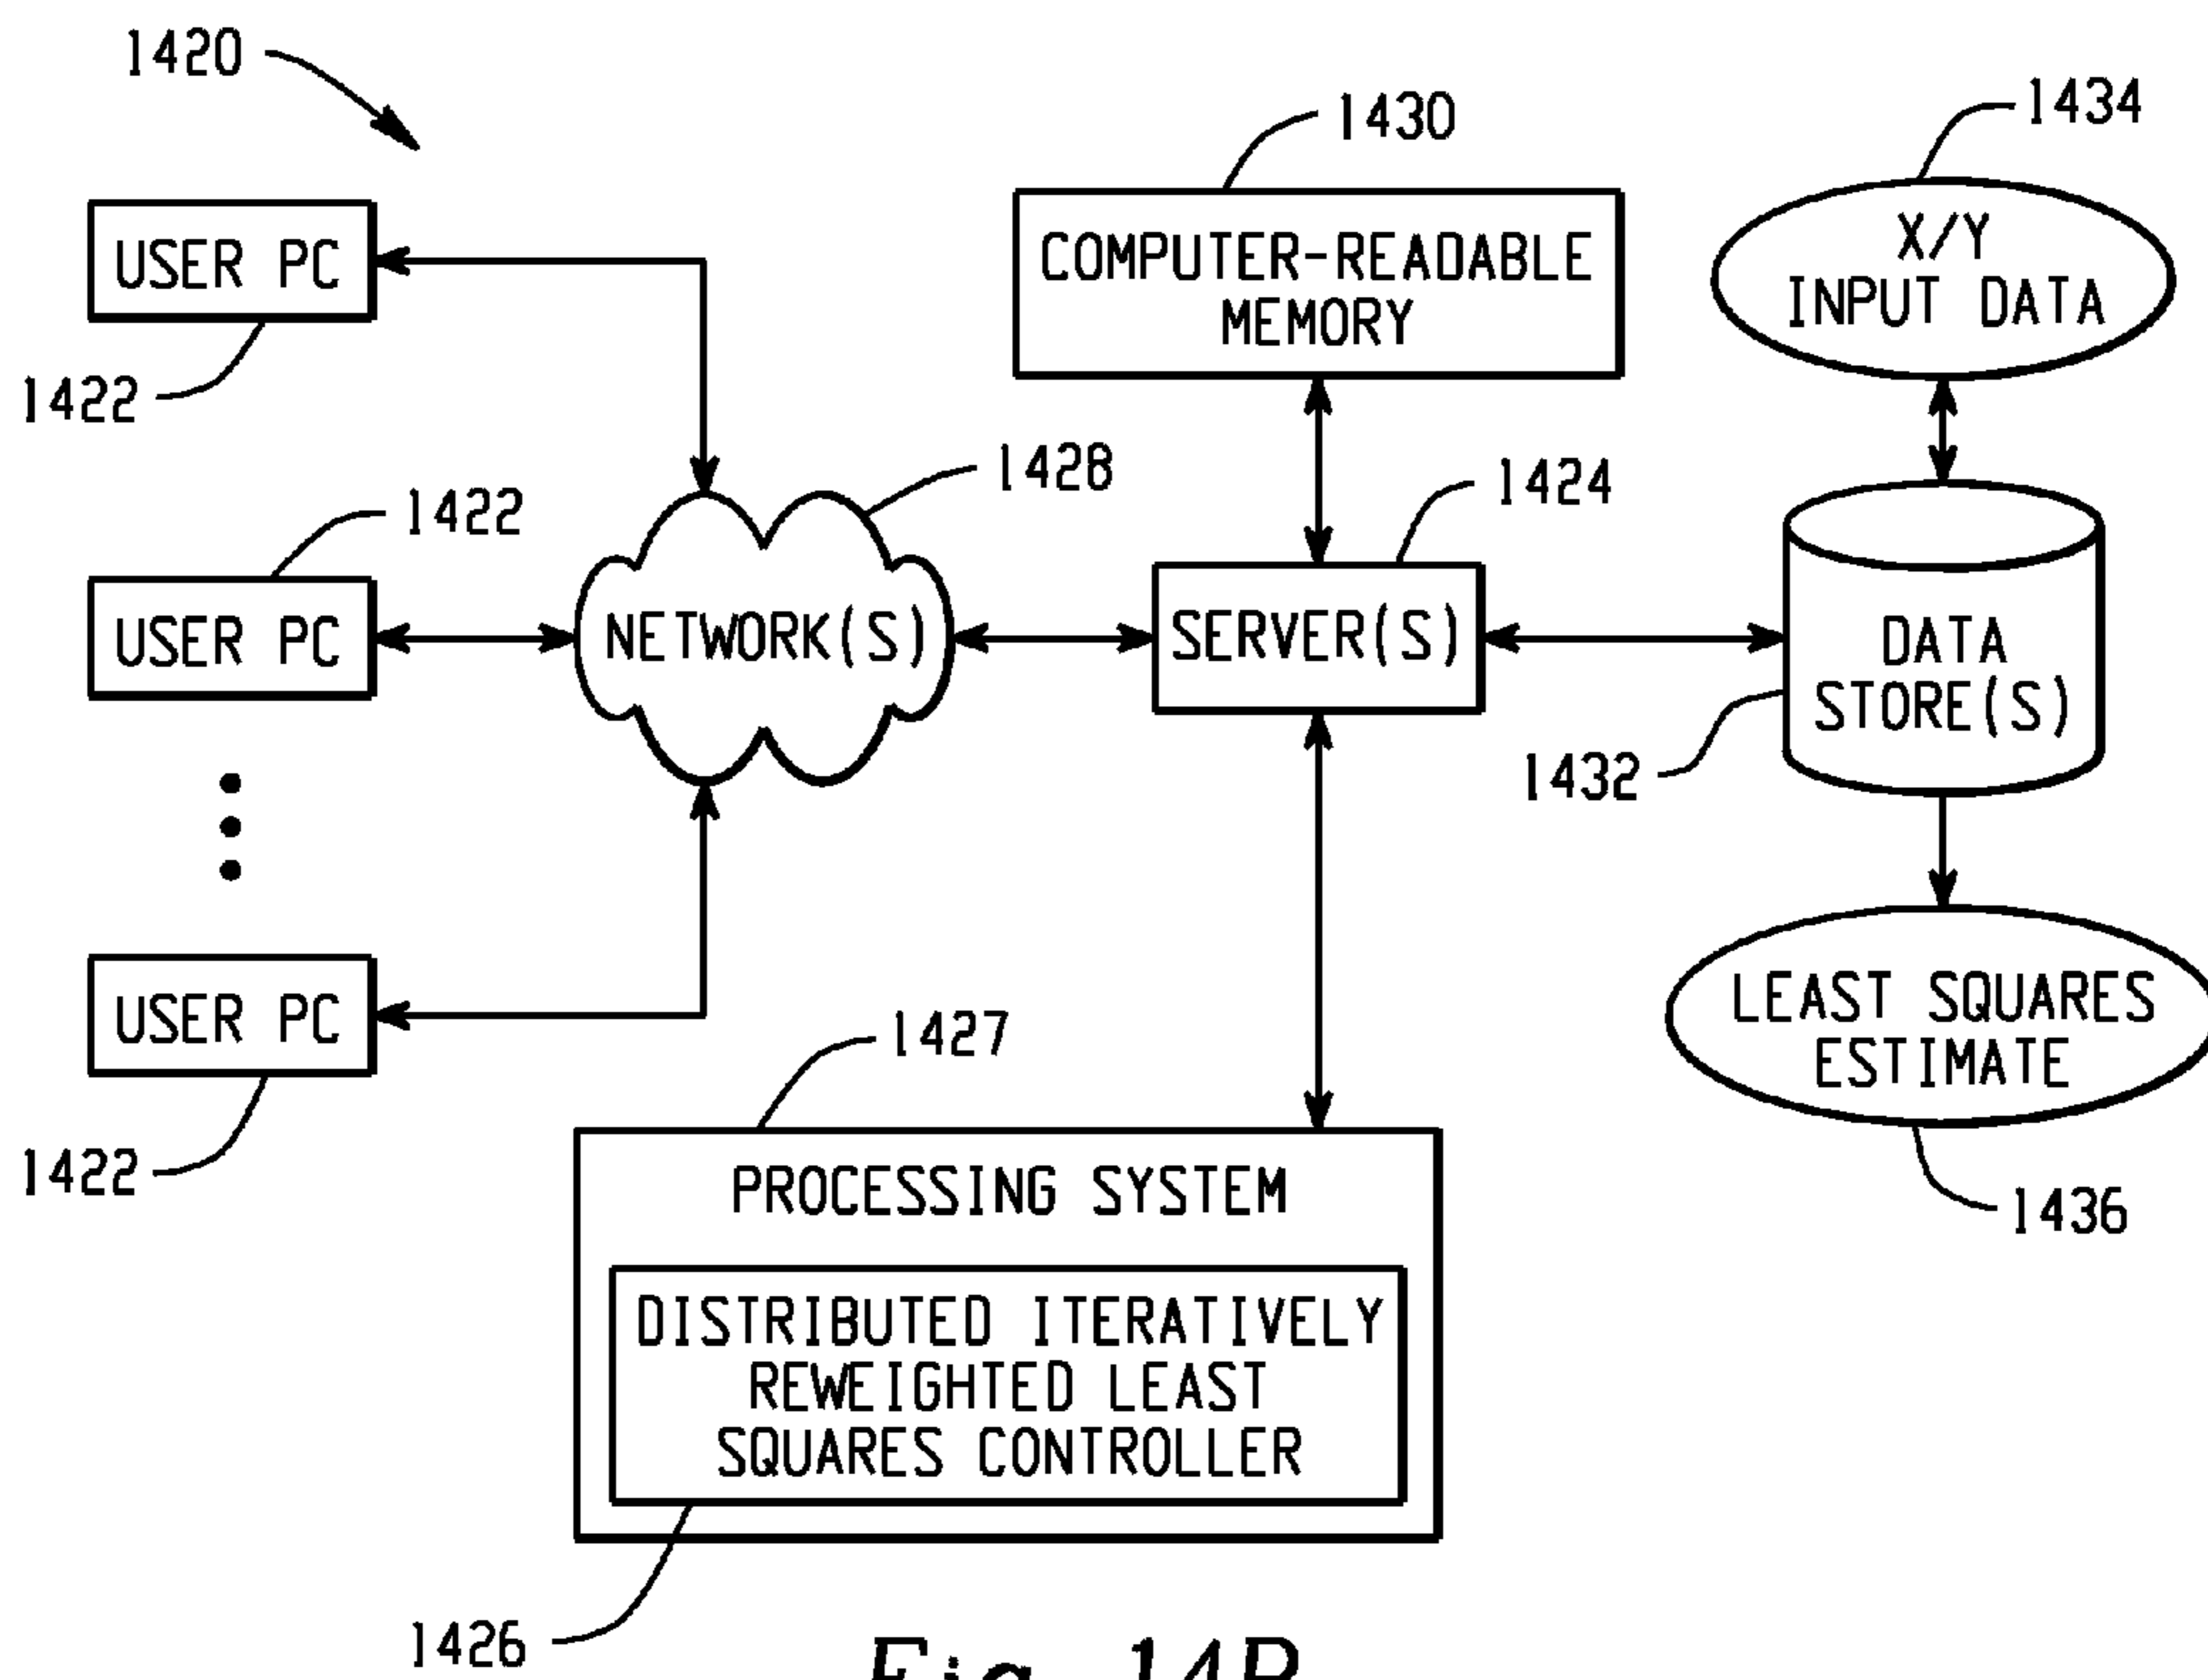 1420
1430
1434
USER PC
COMPUTER-READABLE
MEMORY
X/Y
INPUT DATA
1422
1428
1424
1422
USER PC
NETWORK(S)
SERVER(S)
DATA
STORE(S)
1432
USER PC
1427
LEAST SQUARES
ESTIMATE
1422
PROCESSING SYSTEM
1436
DISTRIBUTED ITERATIVELY
REWEIGHTED LEAST
SQUARES CONTROLLER
1426
Fig. 14B